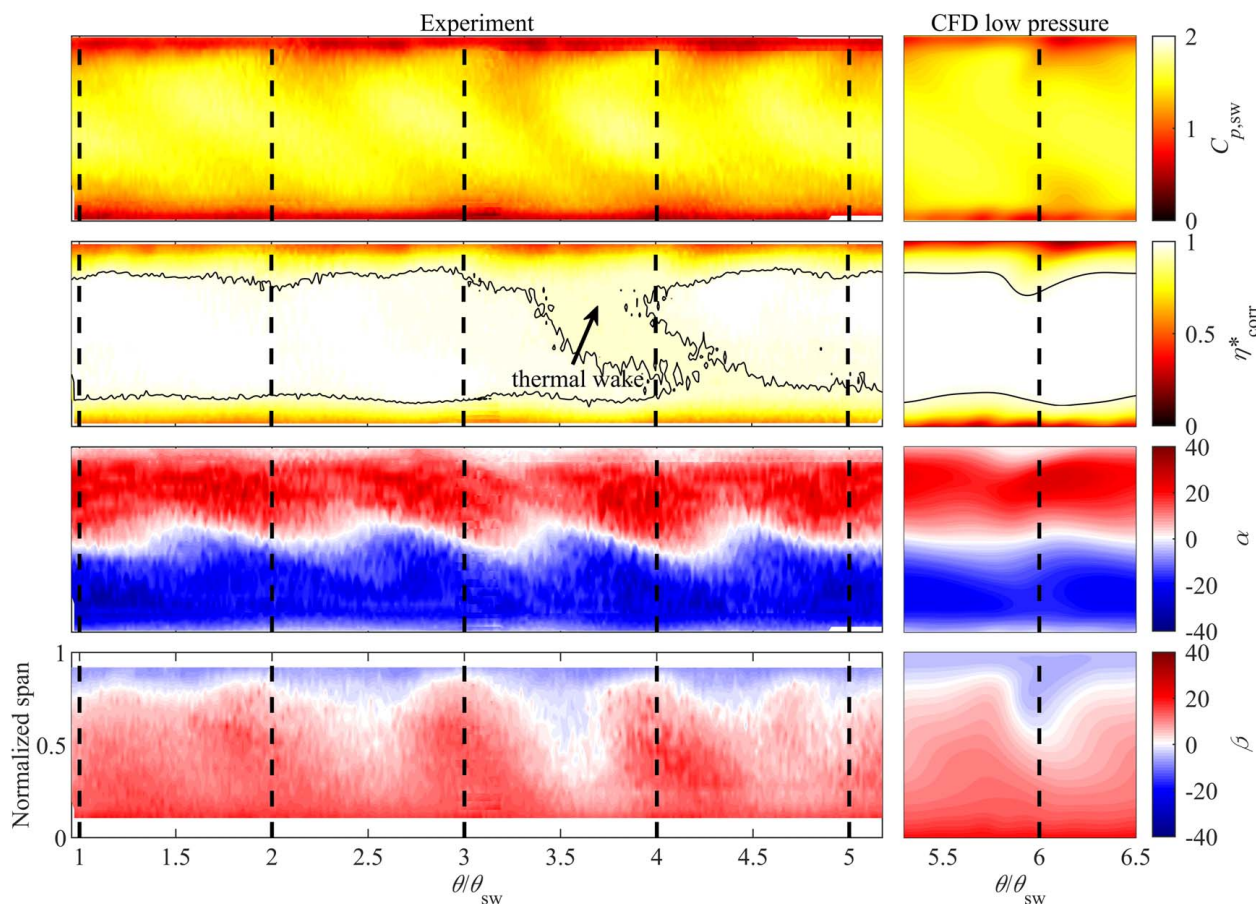 Experiment
CFD low pressure
2
1
0
C_p,sw
1
0.5
0
η*_corr
thermal wake
40
20
0
-20
-40
α
1
0.5
0
Normalized span
40
20
0
-20
-40
β
1 1.5 2 2.5 3 3.5 4 4.5 5
5.5 6 6.5
θ/θ_sw
θ/θ_sw